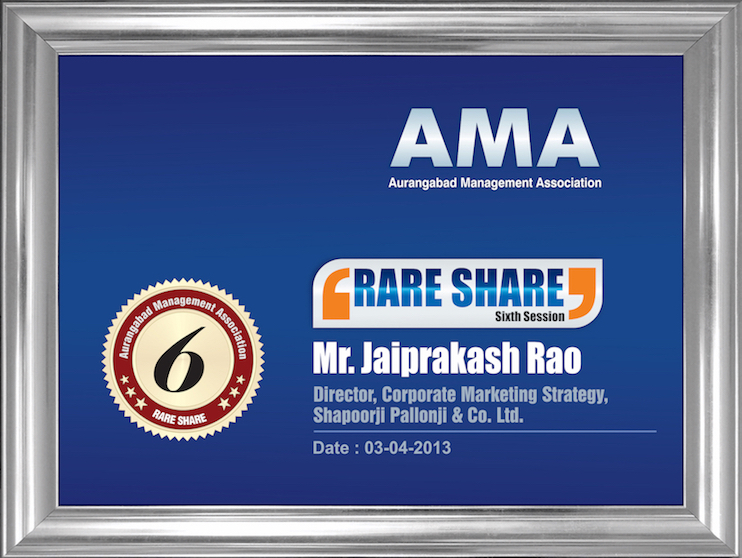 AMA
Aurangabad Management Association
RARE SHARE
Sixth Session
Mr. Jaiprakash Rao
Director, Corporate Marketing Strategy,
Shapoorji Pallonji & Co. Ltd.
Date : 03-04-2013
Aurangabad Management Association
6
RARE SHARE